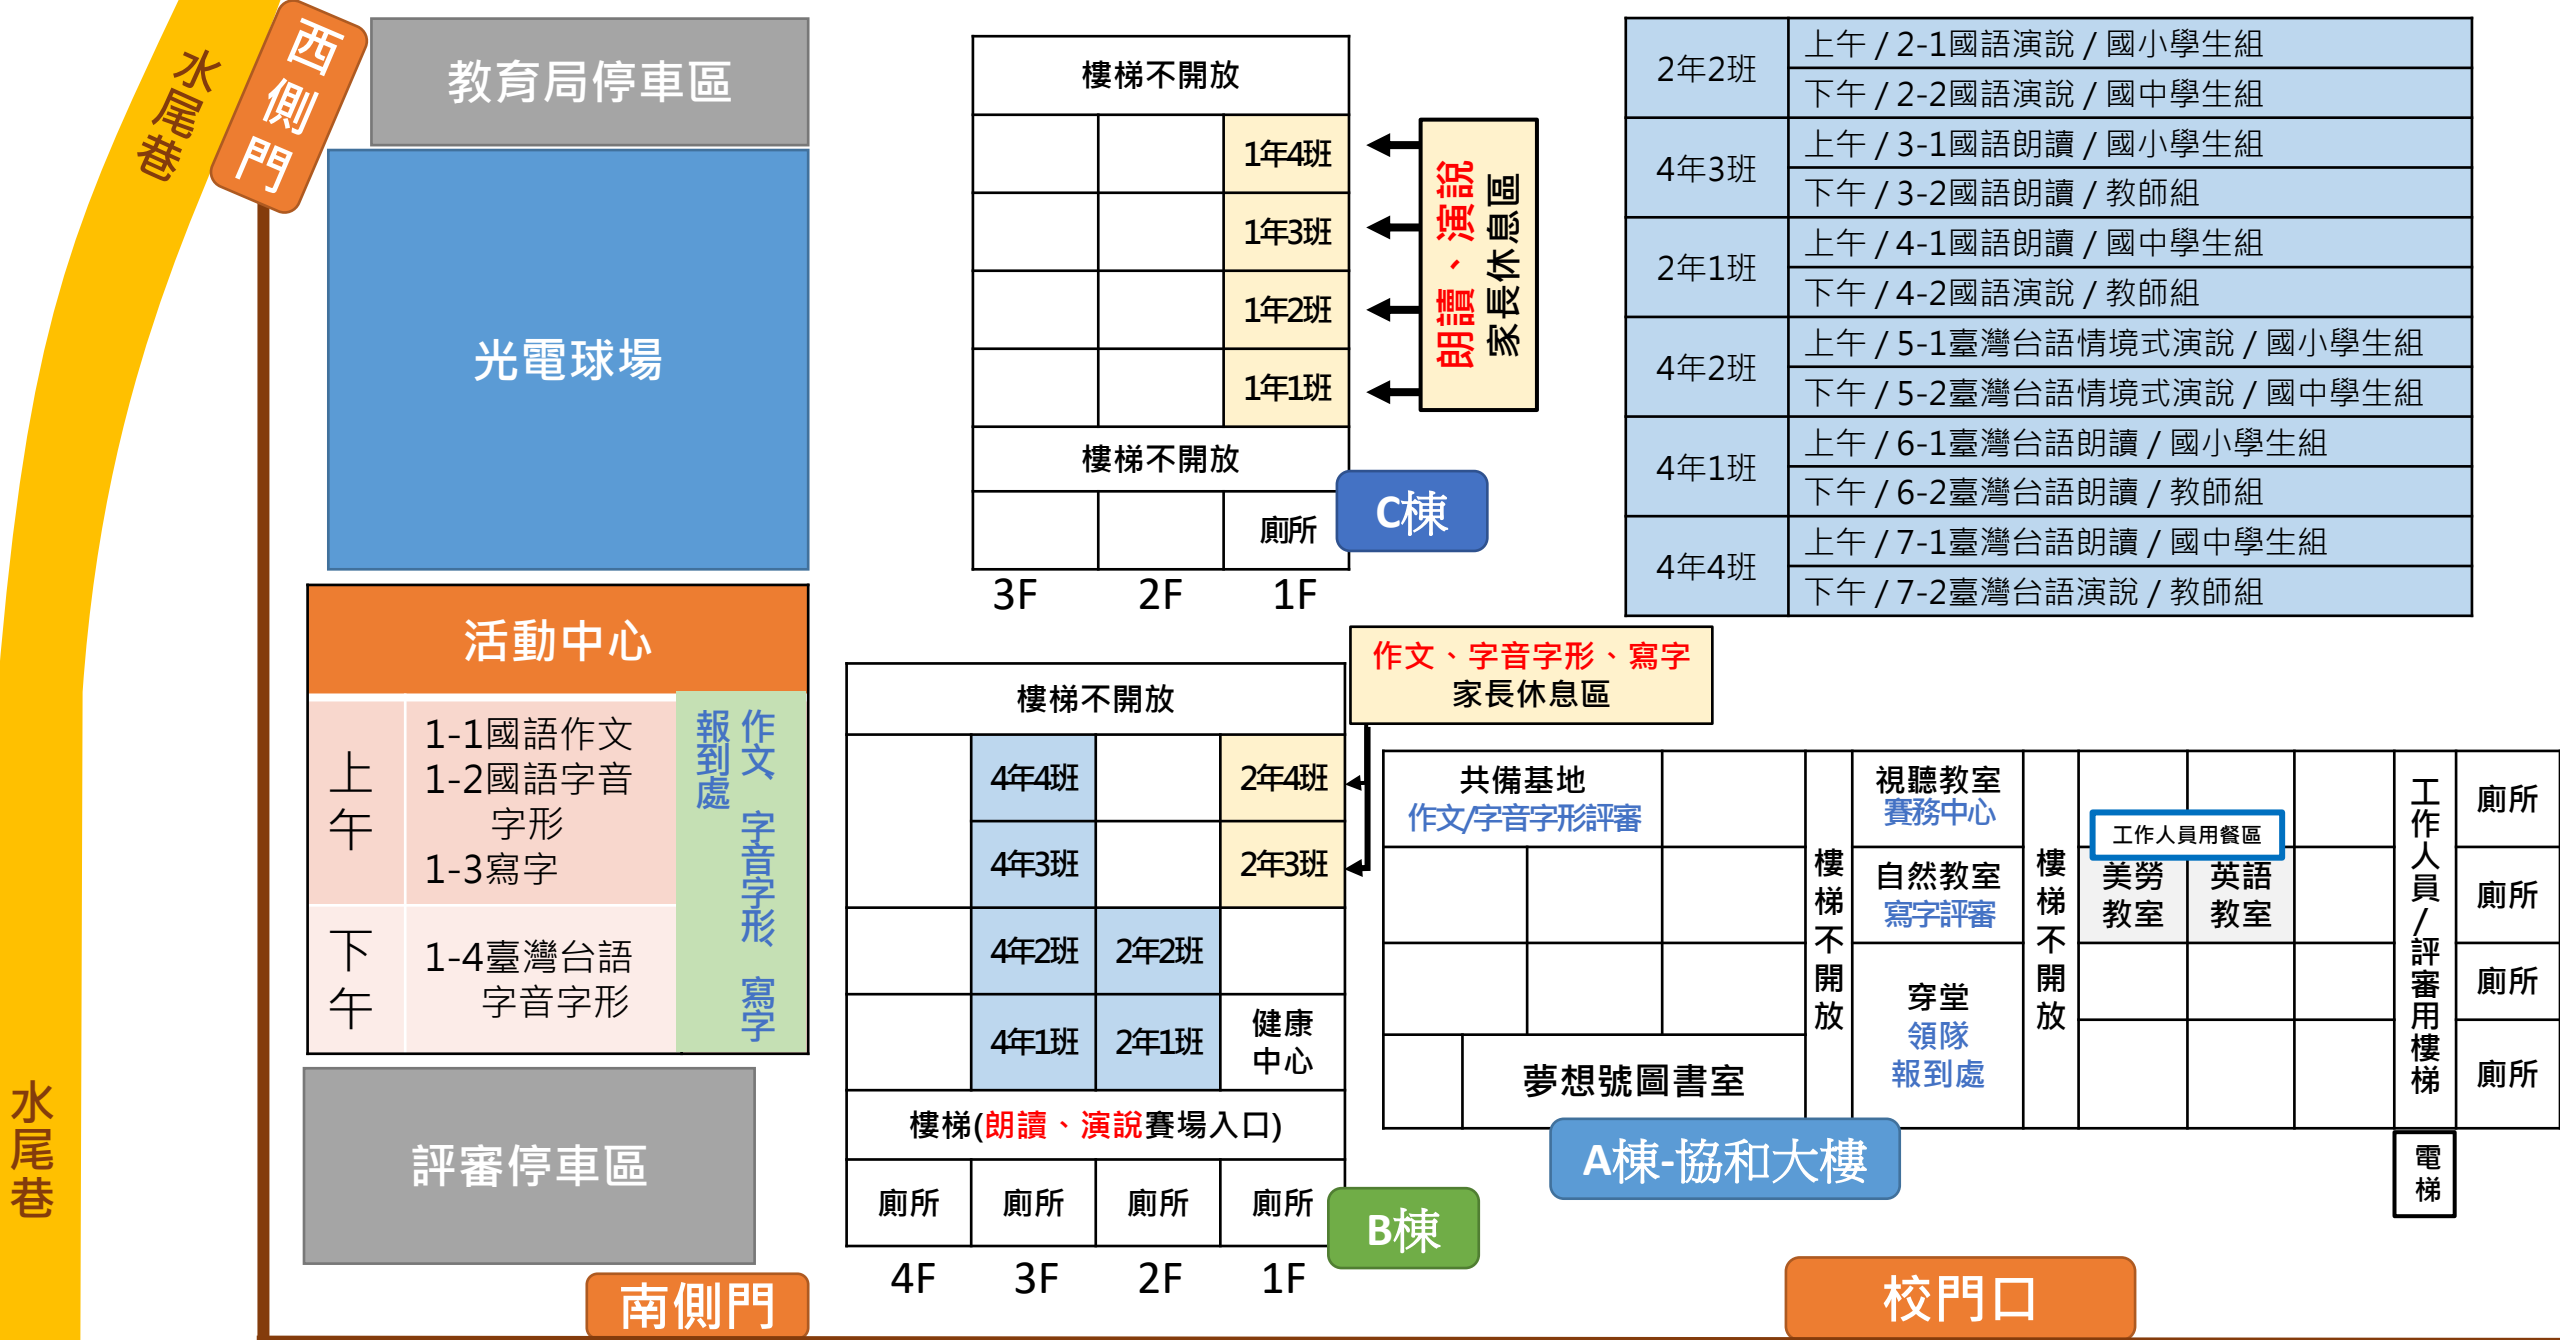 西側門
水尾巷
教育局停車區
光電球場
樓梯不開放
1年4班
1年3班
1年2班
1年1班
樓梯不開放
廁所
3F 2F 1F
C棟
朗讀、演說
家長休息區
2年2班
上午 / 2-1國語演說 / 國小學生組
下午 / 2-2國語演說 / 國中學生組
4年3班
上午 / 3-1國語朗讀 / 國小學生組
下午 / 3-2國語朗讀 / 教師組
2年1班
上午 / 4-1國語朗讀 / 國中學生組
下午 / 4-2國語演說 / 教師組
4年2班
上午 / 5-1臺灣台語情境式演說 / 國小學生組
下午 / 5-2臺灣台語情境式演說 / 國中學生組
4年1班
上午 / 6-1臺灣台語朗讀 / 國小學生組
下午 / 6-2臺灣台語朗讀 / 教師組
4年4班
上午 / 7-1臺灣台語朗讀 / 國中學生組
下午 / 7-2臺灣台語演說 / 教師組
活動中心
上午
1-1國語作文
1-2國語字音
字形
1-3寫字
下午
1-4臺灣台語
字音字形
作文、字音字形、寫字
報到處
評審停車區
水尾巷
南側門
作文、字音字形、寫字
家長休息區
樓梯不開放
4年4班 2年4班
4年3班 2年3班
4年2班 2年2班
4年1班 2年1班 健康
中心
樓梯(朗讀、演說賽場入口)
廁所 廁所 廁所 廁所
4F 3F 2F 1F
B棟
共備基地
作文/字音字形評審
夢想號圖書室
樓梯不開放
視聽教室
賽務中心
自然教室
寫字評審
穿堂
領隊
報到處
樓梯不開放
工作人員用餐區
美勞
教室
英語
教室
工作人員/評審用樓梯
廁所
廁所
廁所
廁所
電梯
A棟-協和大樓
校門口